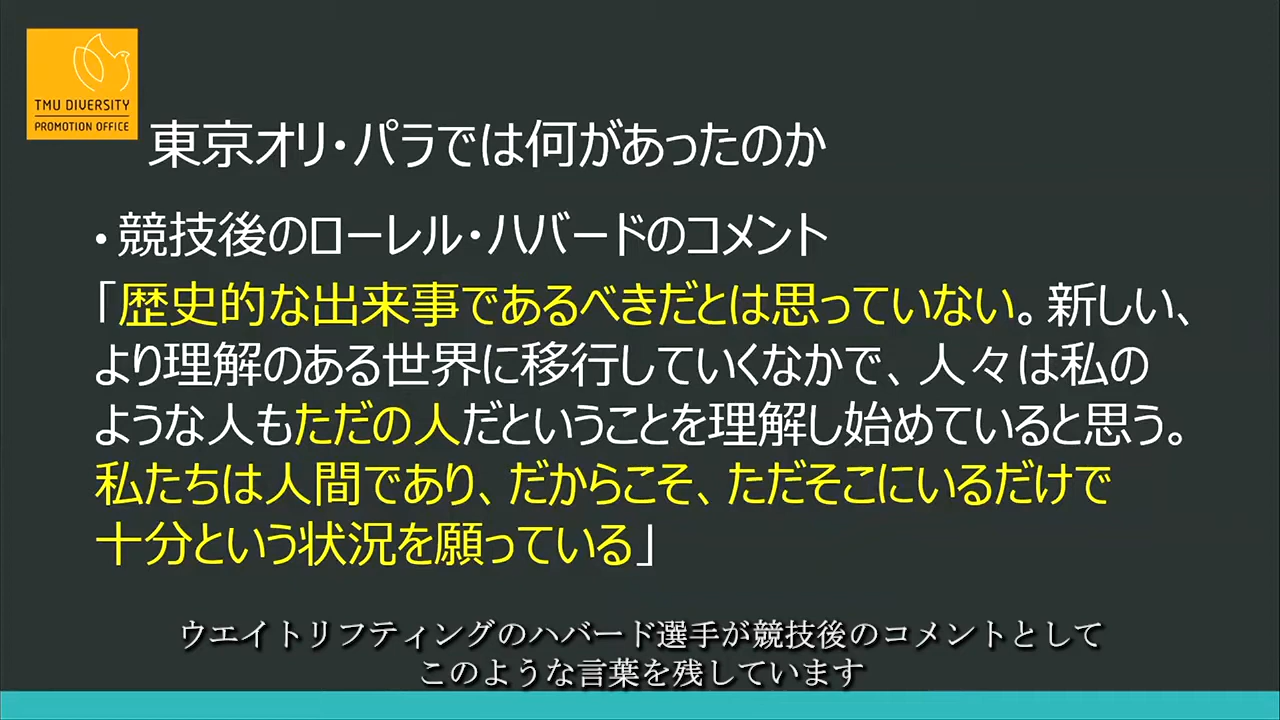 TMU DIVERSITY
PROMOTION OFFICE
東京オリ・パラでは何があったのか
・競技後のローレル・ハバードのコメント
「歴史的な出来事であるべきだとは思っていない。新しい、
より理解のある世界に移行していくなかで、人々は私の
ような人もただの人だということを理解し始めていると思う。
私たちは人間であり、だからこそ、ただそこにいるだけで
十分という状況を願っている」
ウエイトリフティングのハバード選手が競技後のコメントとして
このような言葉を残しています